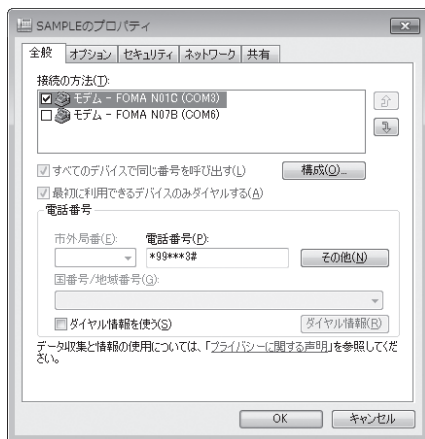 SAMPLEのプロパティ
全般 オプション セキュリティ ネットワーク 共有
接続の方法(T):
モデム - FOMA N01C (COM3)
モデム - FOMA N07B (COM6)
すべてのデバイスで同じ番号を呼び出す(L) 構成(O)...
最初に利用できるデバイスのみダイヤルする(A)
電話番号
市外局番(E): 電話番号(P):
*99***3# その他(N)
国番号/地域番号(G):
ダイヤル情報を使う(S) ダイヤル情報(R)
データ収集と情報の使用については、「プライバシーに関する声明」を参照してくだ
さい。
OK キャンセル